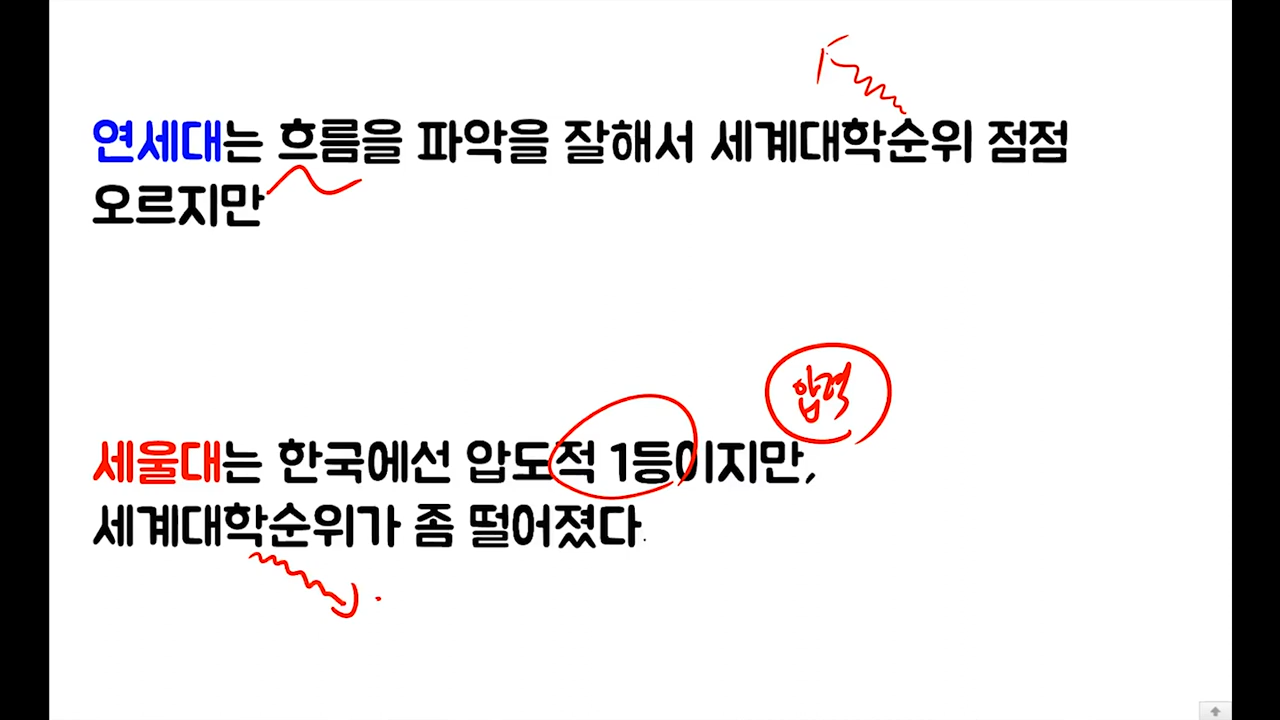 연세대는 흐름을 파악을 잘해서 세계대학순위 점점
오르지만
압력
세울대는 한국에선 압도적 1등이지만,
세계대학순위가 좀 떨어졌다.